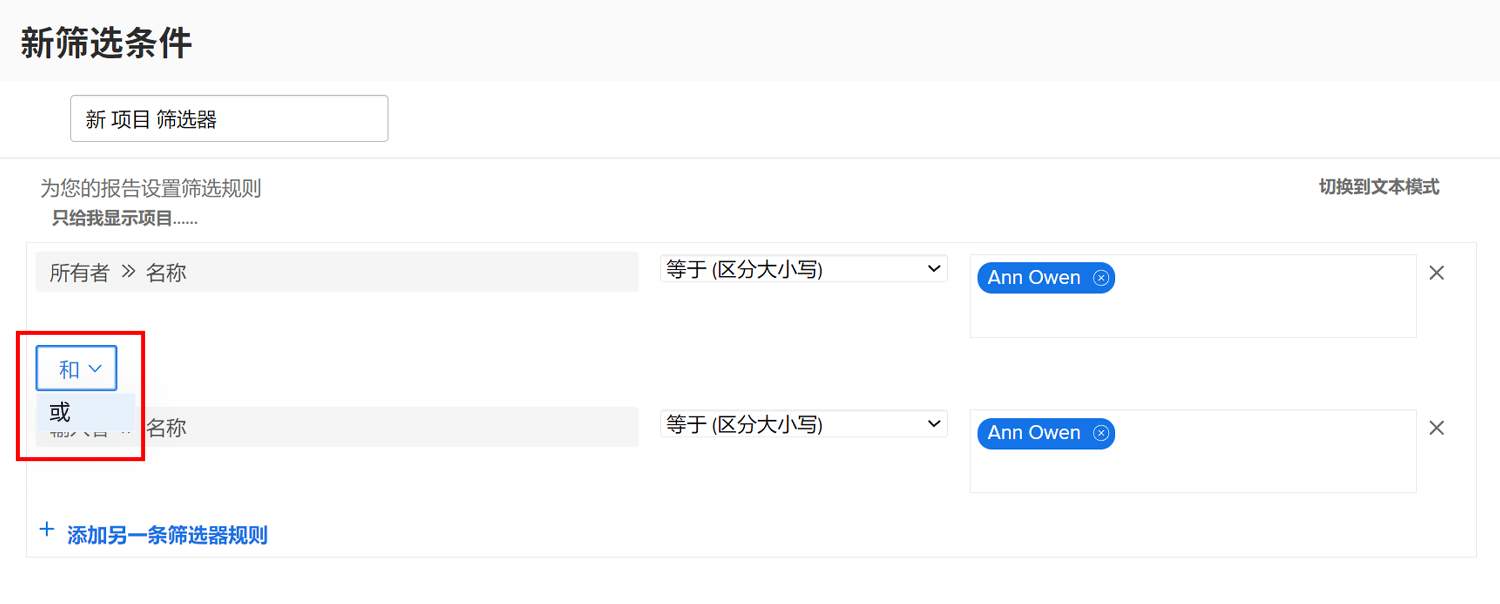 新筛选条件
新 项目 筛选器
为您的报告设置筛选规则
切换到文本模式
只给我显示项目......
所有者 » 名称
等于 (区分大小写)
Ann Owen
和
或
名称
等于 (区分大小写)
Ann Owen
+ 添加另一条筛选器规则